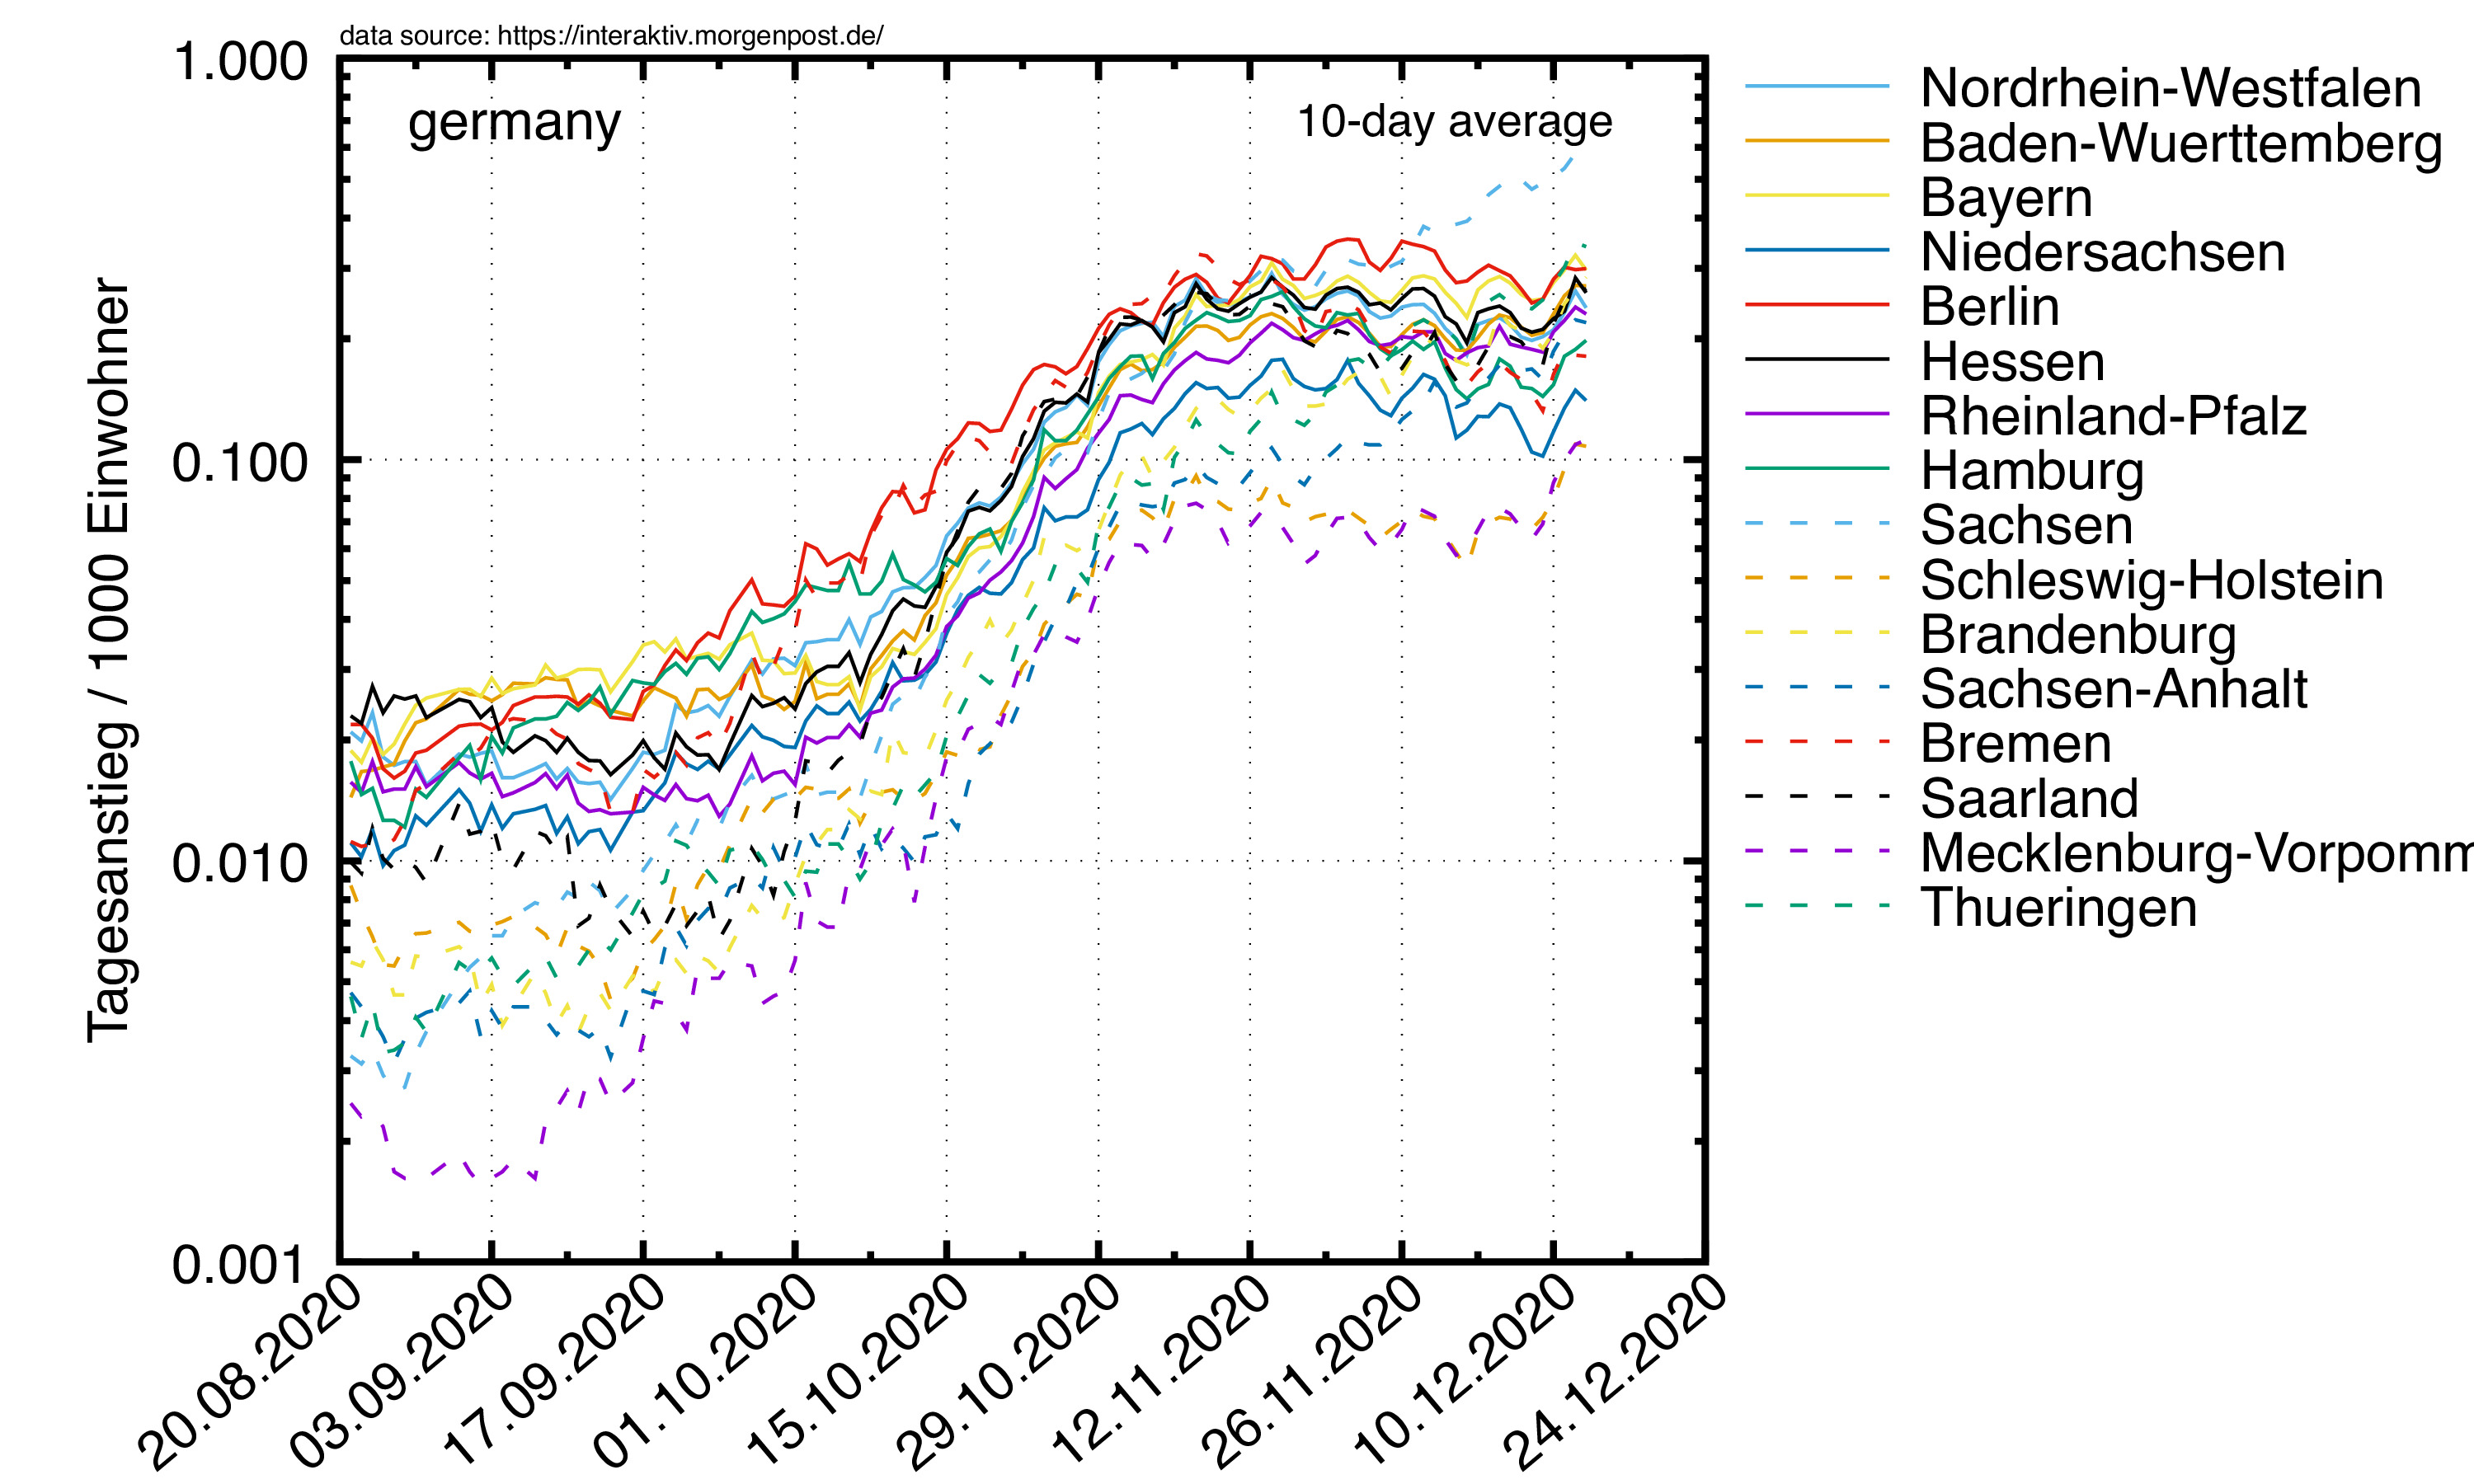 data source: https://interaktiv.morgenpost.de/
germany
10-day average
Tagesanstieg / 1000 Einwohner
1.000
0.100
0.010
0.001
20.08.2020
03.09.2020
17.09.2020
01.10.2020
15.10.2020
29.10.2020
12.11.2020
26.11.2020
10.12.2020
24.12.2020
Nordrhein-Westfalen
Baden-Wuerttemberg
Bayern
Niedersachsen
Berlin
Hessen
Rheinland-Pfalz
Hamburg
Sachsen
Schleswig-Holstein
Brandenburg
Sachsen-Anhalt
Bremen
Saarland
Mecklenburg-Vorpomm
Thueringen